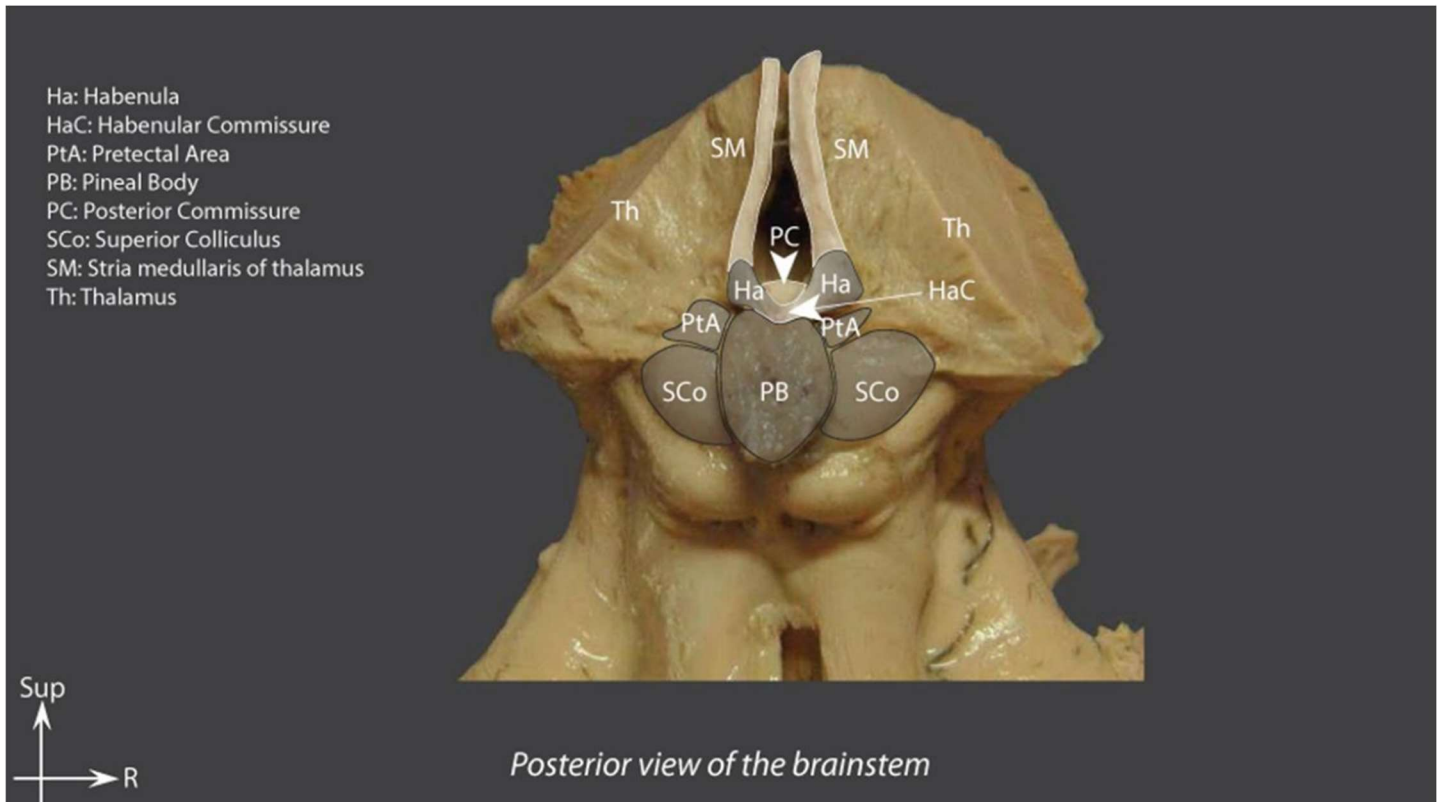 Ha: Habenula
HaC: Habenular Commissure
PtA: Pretectal Area
PB: Pineal Body
PC: Posterior Commissure
SCo: Superior Colliculus
SM: Stria medullaris of thalamus
Th: Thalamus
SM
SM
Th
Th
PC
Ha
Ha
HaC
PtA
PtA
SCo
PB
SCo
Sup
R
Posterior view of the brainstem